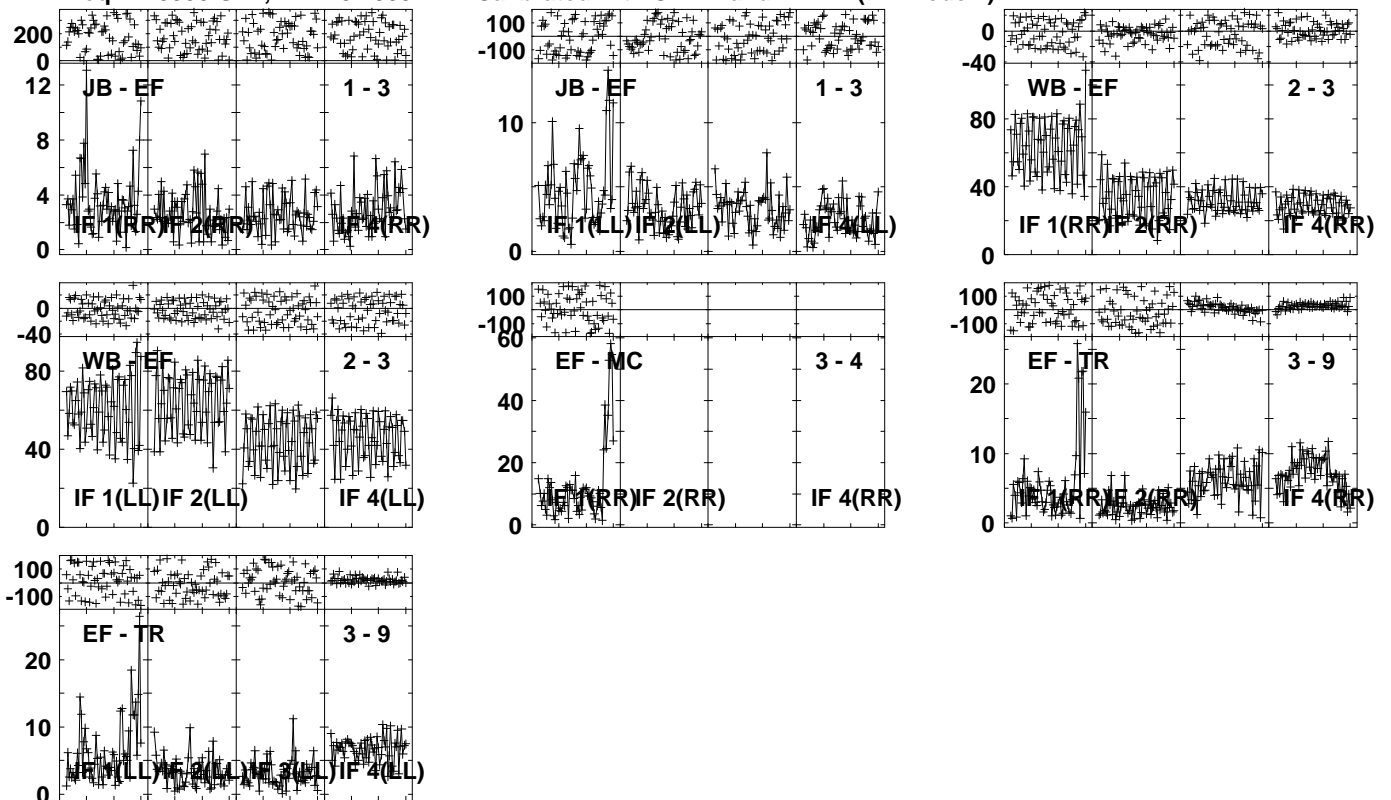 200
0
JB - EF
1 - 3
12
8
4
0
IF 1(RR)
IF 2(RR)
IF 4(RR)
100
-100
JB - EF
1 - 3
10
0
IF 1(LL)
IF 2(LL)
IF 4(LL)
0
-40
WB - EF
2 - 3
80
40
0
IF 1(RR)
IF 2(RR)
IF 4(RR)
0
-40
WB - EF
2 - 3
80
40
0
IF 1(LL)
IF 2(LL)
IF 4(LL)
100
-100
EF - MC
3 - 4
60
40
20
0
IF 1(RR)
IF 2(RR)
IF 4(RR)
100
-100
EF - TR
3 - 9
20
10
0
IF 1(RR)
IF 2(RR)
IF 4(RR)
100
-100
EF - TR
3 - 9
20
10
0
IF 1(LL)
IF 2(LL)
IF 3(LL)
IF 4(LL)